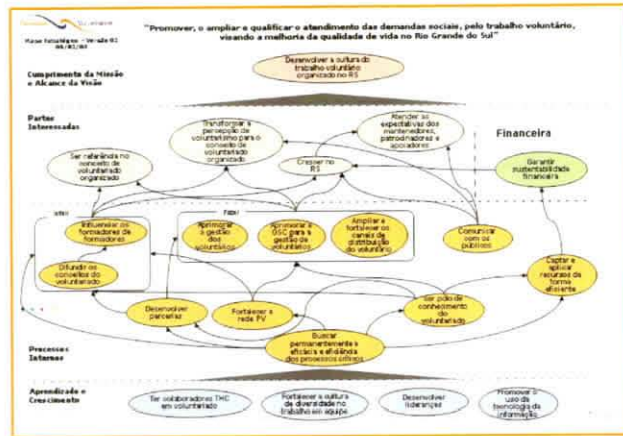 Mapa Estratégico - Versão 01
"Promover, o ampliar e qualificar o atendimento das demandas sociais, pelo trabalho voluntário,
visando a melhoria da qualidade de vida no Rio Grande do Sul"
Cumprimento da Missão
e Alcance da Visão
Desenvolver a cultura do
trabalho voluntário
organizado no RS
Partes
Interessadas
Transformar a
percepção de
voluntarismo para o
conceito de
voluntariado
organizado
Atender as
expectativas dos
mantenedores,
patrocinadores e
apoiadores
Financeira
Ser referência no
conceito de
voluntariado
organizado
Crescer no
RS
Garantir
sustentabilidade
financeira
Influenciar os
formadores de
formadores
Aprimorar a
gestão dos
voluntários
Aprimorar a
OSC para a
gestão de
voluntários
Ampliar e
fortalecer os
canais de
distribuição do
voluntário
Comunicar
com os
públicos
Difundir os
conceitos do
voluntariado
Captar e
aplicar
recursos de
forma
eficiente
Desenvolver
parcerias
Fortalecer a
rede PV
Ser pólo de
conhecimento do
voluntariado
Buscar
permanentemente a
eficácia e eficiência
dos processos críticos
Processos
Internos
Aprendizado e
Crescimento
Ter colaboradores THC
em voluntariado
Fortalecer a cultura
de diversidade no
trabalho em equipe
Desenvolver
lideranças
Promover o
uso da
tecnologia da
informação